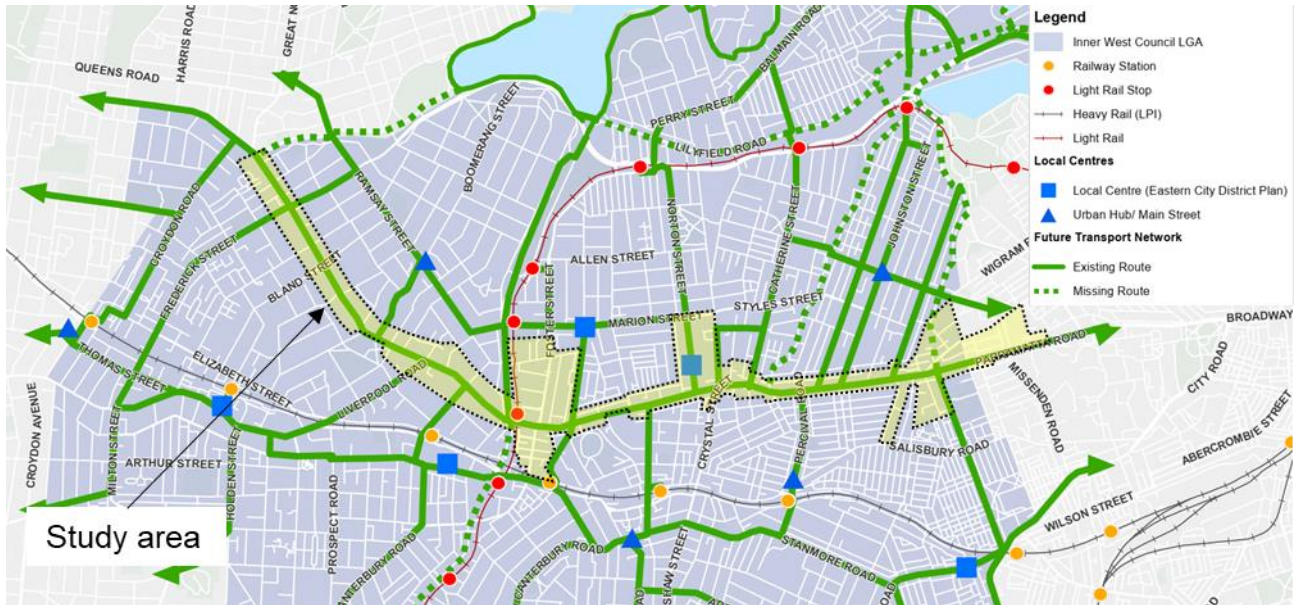 HARRIS ROAD
GREAT NO
QUEENS ROAD
BALMAIN ROAD
Legend
Inner West Council LGA
Railway Station
Light Rail Stop
Heavy Rail (LPI)
Light Rail
Local Centres
Local Centre (Eastern City District Plan)
Urban Hub/ Main Street
Future Transport Network
Existing Route
Missing Route
BOOMERANG STREET
PERRY STREET
LILYFIELD ROAD
RAMSAY STREET
CROYDON ROAD
FREDERICK STREET
NORTON STREET
CATHERINE STREET
JOHNSTON STREET
ALLEN STREET
WIGRAM
BLAND STREET
STYLES STREET
FOSTER STREET
MARION STREET
BROADWAY
PARRAMATTA ROAD
THOMAS STREET
ELIZABETH STREET
LIVERPOOL ROAD
CRYSTAL STREET
PERCIVAL ROAD
MISSENDEN ROAD
CITY ROAD
CROYDON AVENUE
MILTON STREET
HOLDEN STREET
ARTHUR STREET
SALISBURY ROAD
ABERCROMBIE STREET
PROSPECT ROAD
WILSON STREET
Study area
CANTERBURY ROAD
CANTERBURY ROAD
SHAW STREET
STANMORE ROAD